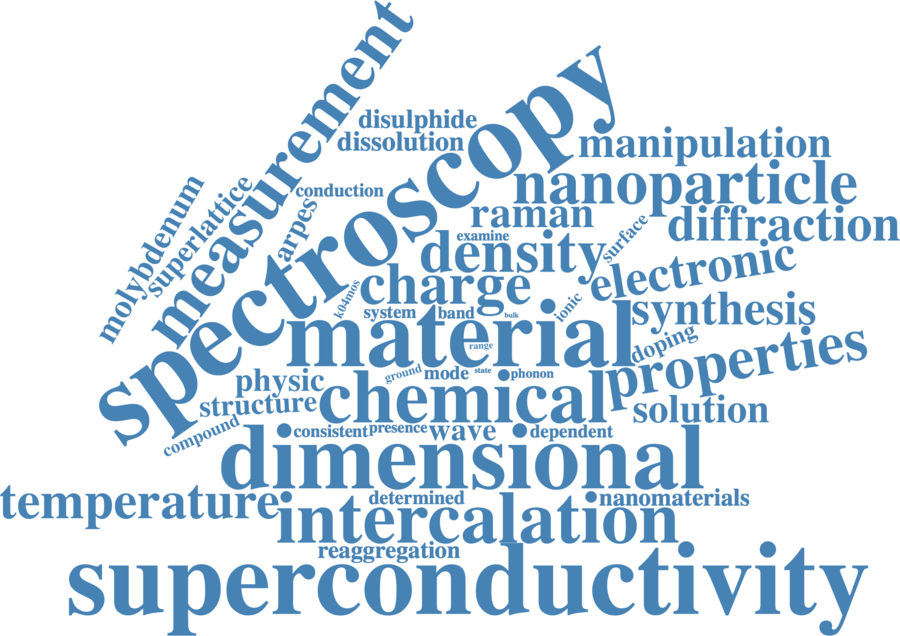 measurement
spectroscopy
disulphide
dissolution
manipulation
nanoparticle
molybdenum
superlattice
conduction
arpes
raman
diffraction
examine
surface
density
electronic
charge
k04mos
ionic
synthesis
system
band
bulk
material
range
doping
properties
ground
mode
state
phonon
physic
structure
chemical
solution
compound
consistent
presence
wave
dependent
dimensional
temperature
determined
nanomaterials
intercalation
reaggregation
superconductivity